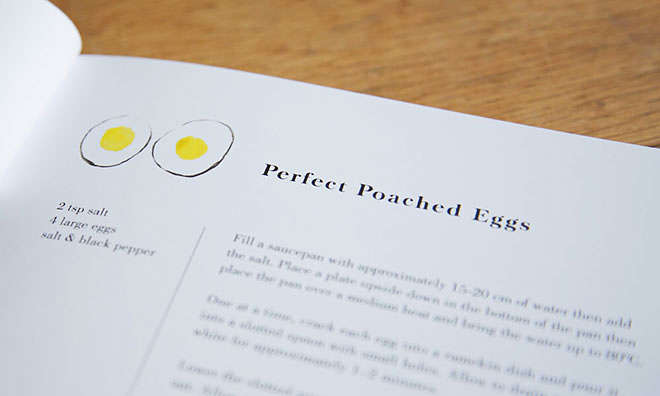 Perfect Poached Eggs
2 tsp salt
4 large eggs
salt & black pepper
Fill a saucepan with approximately 15-20 cm of water then add
the salt. Place a plate upside down in the bottom of the pan then
place the pan over a medium heat and bring the water up to 80°C.
One at a time, crack each egg into a ramekin dish and pour it
into a slotted spoon with small holes. Allow to
white for approximately 1-2 minutes.
Lower the slotted